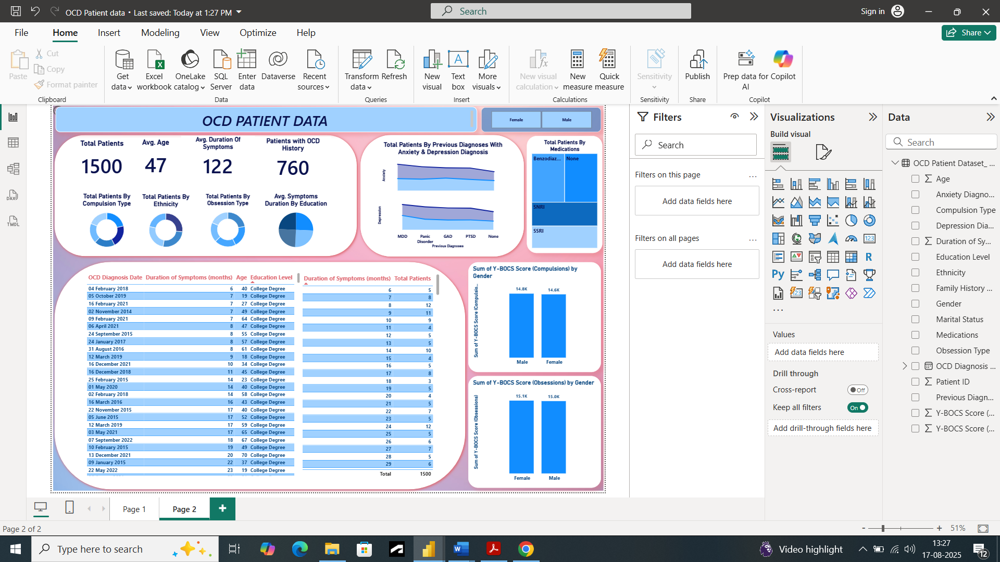 OCD Patient data • Last saved: Today at 1:27 PM
Search
Sign in
File Home Insert Modeling View Optimize Help
Share
Paste
Cut
Copy
Format painter
Clipboard
Get data
Excel workbook
OneLake catalog
SQL Server
Enter data
Dataverse
Recent sources
Data
Transform data
Refresh
Queries
New visual
Text box
More visuals
Insert
New visual calculation
New measure
Quick measure
Calculations
Sensitivity
Sensitivity
Publish
Share
Prep data for AI
Copilot
Copilot
OCD PATIENT DATA
Female
Male
Total Patients
1500
Avg. Age
47
Avg. Duration Of
Symptoms
122
Patients with OCD
History
760
Total Patients By
Compulsion Type
Total Patients By
Ethnicity
Total Patients By
Obsession Type
Avg. Symptoms
Duration By Education
Total Patients By Previous Diagnoses With
Anxiety & Depression Diagnosis
Anxiety
Depression
MDD Panic Disorder GAD PTSD None
Previous Diagnoses
Total Patients By
Medications
Benzodiaz...
None
SNRI
SSRI
OCD Diagnosis Date Duration of Symptoms (months) Age Education Level
04 February 2018 6 40 College Degree
05 October 2019 7 19 College Degree
16 February 2021 7 27 College Degree
02 November 2014 7 49 College Degree
09 February 2021 7 64 College Degree
06 April 2021 8 47 College Degree
24 September 2015 8 55 College Degree
24 January 2017 8 57 College Degree
31 August 2016 8 61 College Degree
12 March 2019 9 18 College Degree
16 December 2021 10 34 College Degree
16 December 2018 11 45 College Degree
25 February 2015 14 23 College Degree
01 May 2020 14 40 College Degree
02 February 2018 14 58 College Degree
16 March 2016 16 43 College Degree
22 November 2015 17 40 College Degree
05 June 2015 17 52 College Degree
12 March 2019 17 59 College Degree
03 May 2021 17 65 College Degree
07 September 2022 18 67 College Degree
10 February 2015 19 49 College Degree
13 December 2021 20 70 College Degree
09 January 2015 22 37 College Degree
22 May 2022 23 19 College Degree
Duration of Symptoms (months) Total Patients
6 5
7 8
8 12
9 11
10 9
11 4
12 5
13 5
14 10
15 4
16 5
17 8
18 3
19 5
20 4
21 5
22 7
23 5
24 12
25 5
26 6
27 7
28 5
29 6
Total 1500
Sum of Y-BOCS Score (Compulsions) by
Gender
Sum of Y-BOCS Score (Compulsio...
14.8K 14.6K
Male Female
Sum of Y-BOCS Score (Obsessions) by Gender
Sum of Y-BOCS Score (Obsessions)
15.1K 15.0K
Female Male
Filters
Search
Filters on this page
...
Add data fields here
Filters on all pages
...
Add data fields here
Visualizations
Build visual
123
R
Py
123
...
Values
Add data fields here
Drill through
Cross-report
Off
Keep all filters
On
Add drill-through fields here
Data
Search
OCD Patient Dataset_ ...
Age
Anxiety Diagno...
Compulsion Type
Depression Dia...
Duration of Sy...
Education Level
Ethnicity
Family History ...
Gender
Marital Status
Medications
Obsession Type
OCD Diagnosis ...
Patient ID
Previous Diagn...
Y-BOCS Score (...
Y-BOCS Score (...
DAX
TMDL
Page 1
Page 2
+
Page 2 of 2
- + 51%
Type here to search
Video highlight
13:27
17-08-2025
12